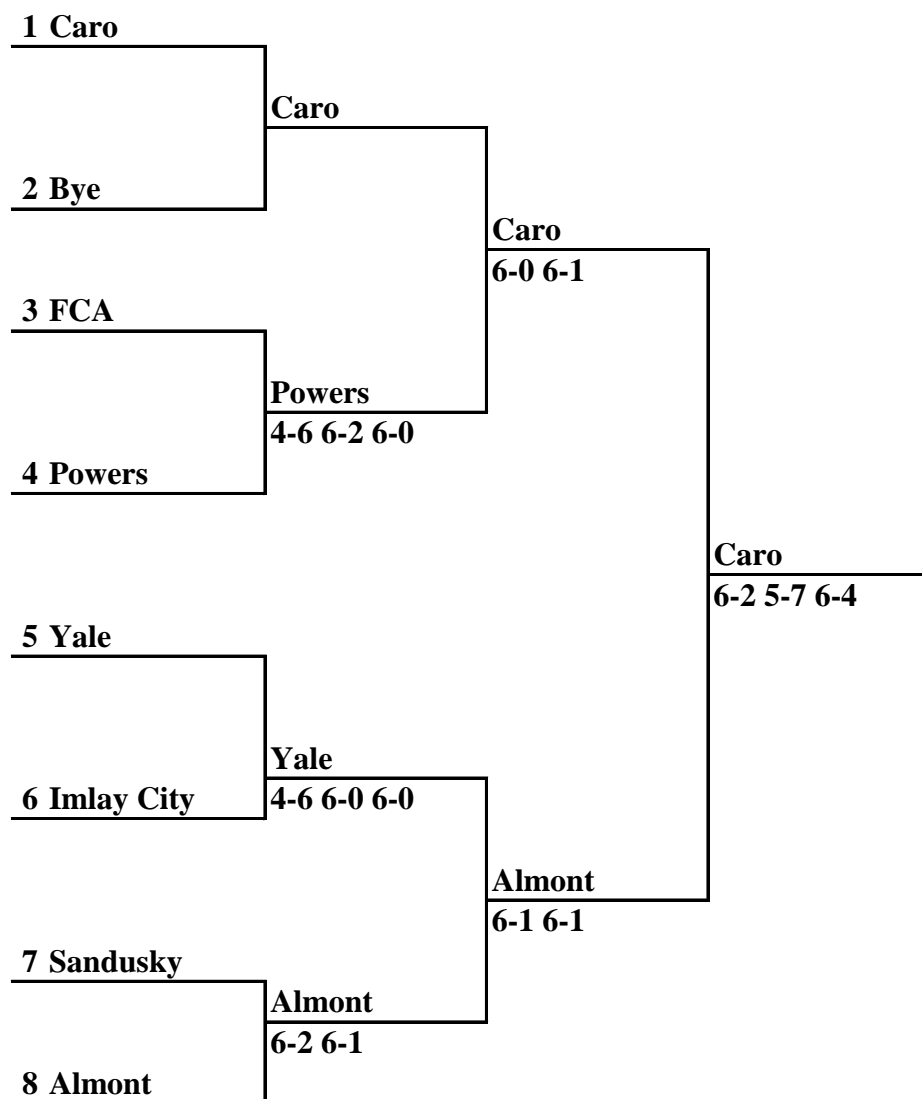 1 Caro
Caro
2 Bye
Caro
6-0 6-1
3 FCA
Powers
4-6 6-2 6-0
4 Powers
Caro
6-2 5-7 6-4
5 Yale
Yale
4-6 6-0 6-0
6 Imlay City
Almont
6-1 6-1
7 Sandusky
Almont
6-2 6-1
8 Almont